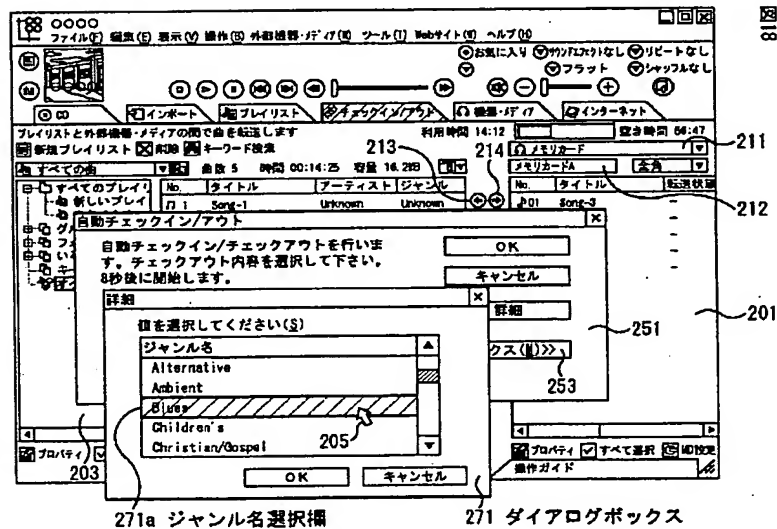 図18
OOOO
ファイル(F) 編集(E) 表示(V) 操作(B) 外部機器・メディア(M) ツール(T) Webサイト(W) ヘルプ(H)
お気に入り サウンドエフェクトなし リピートなし
フラット シャッフルなし
CD インポート プレイリスト チェックイン/アウト 機器・メディア インターネット
プレイリストと外部機器・メディアの間で曲を転送します 213 利用時間 14:12 空き時間 56:47
新規プレイリスト 削除 キーワード検索 214 メモリカード 211
すべての曲 曲数 5 時間 00:14:25 容量 16.2MB メモリカードA 全角
212
すべてのプレイリ No. タイトル アーティスト ジャンル No. タイトル 転送状態
新しいプレイ 1 Song-1 Unknown Unknown 01 Song-3
自動チェックイン/アウト
自動チェックイン/チェックアウトを行いま
す。チェックアウト内容を選択して下さい。
8秒後に開始します。
OK
キャンセル
詳細
201
251
253
詳細
値を選択してください(S)
ジャンル名
Alternative
Ambient
Blues
Children's
Christian/Gospel
205
OK キャンセル
プロパティ
203
プロパティ すべて選択 MD設定
操作ガイド
271a ジャンル名選択欄 271 ダイアログボックス